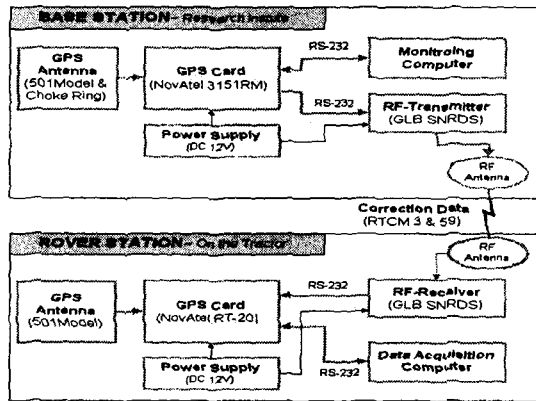 BASE STATION - Research Inputs
GPS
Antenna
(501Model &
Choke Ring)
GPS Card
(NovAtel 3151RM)
RS-232
Monitroing
Computer
RS-232
RF-Transmitter
(GLB SNRDS)
Power Supply
(DC 12V)
RF
Antenna
Correction Data
(RTCM 3 & 59)
ROVER STATION - On the Tractor
RF
Antenna
GPS
Antenna
(501Model)
GPS Card
(NovAtel RT-20)
RS-232
RF-Receiver
(GLB SNRDS)
Power Supply
(DC 12V)
RS-232
Data Acquisition
Computer